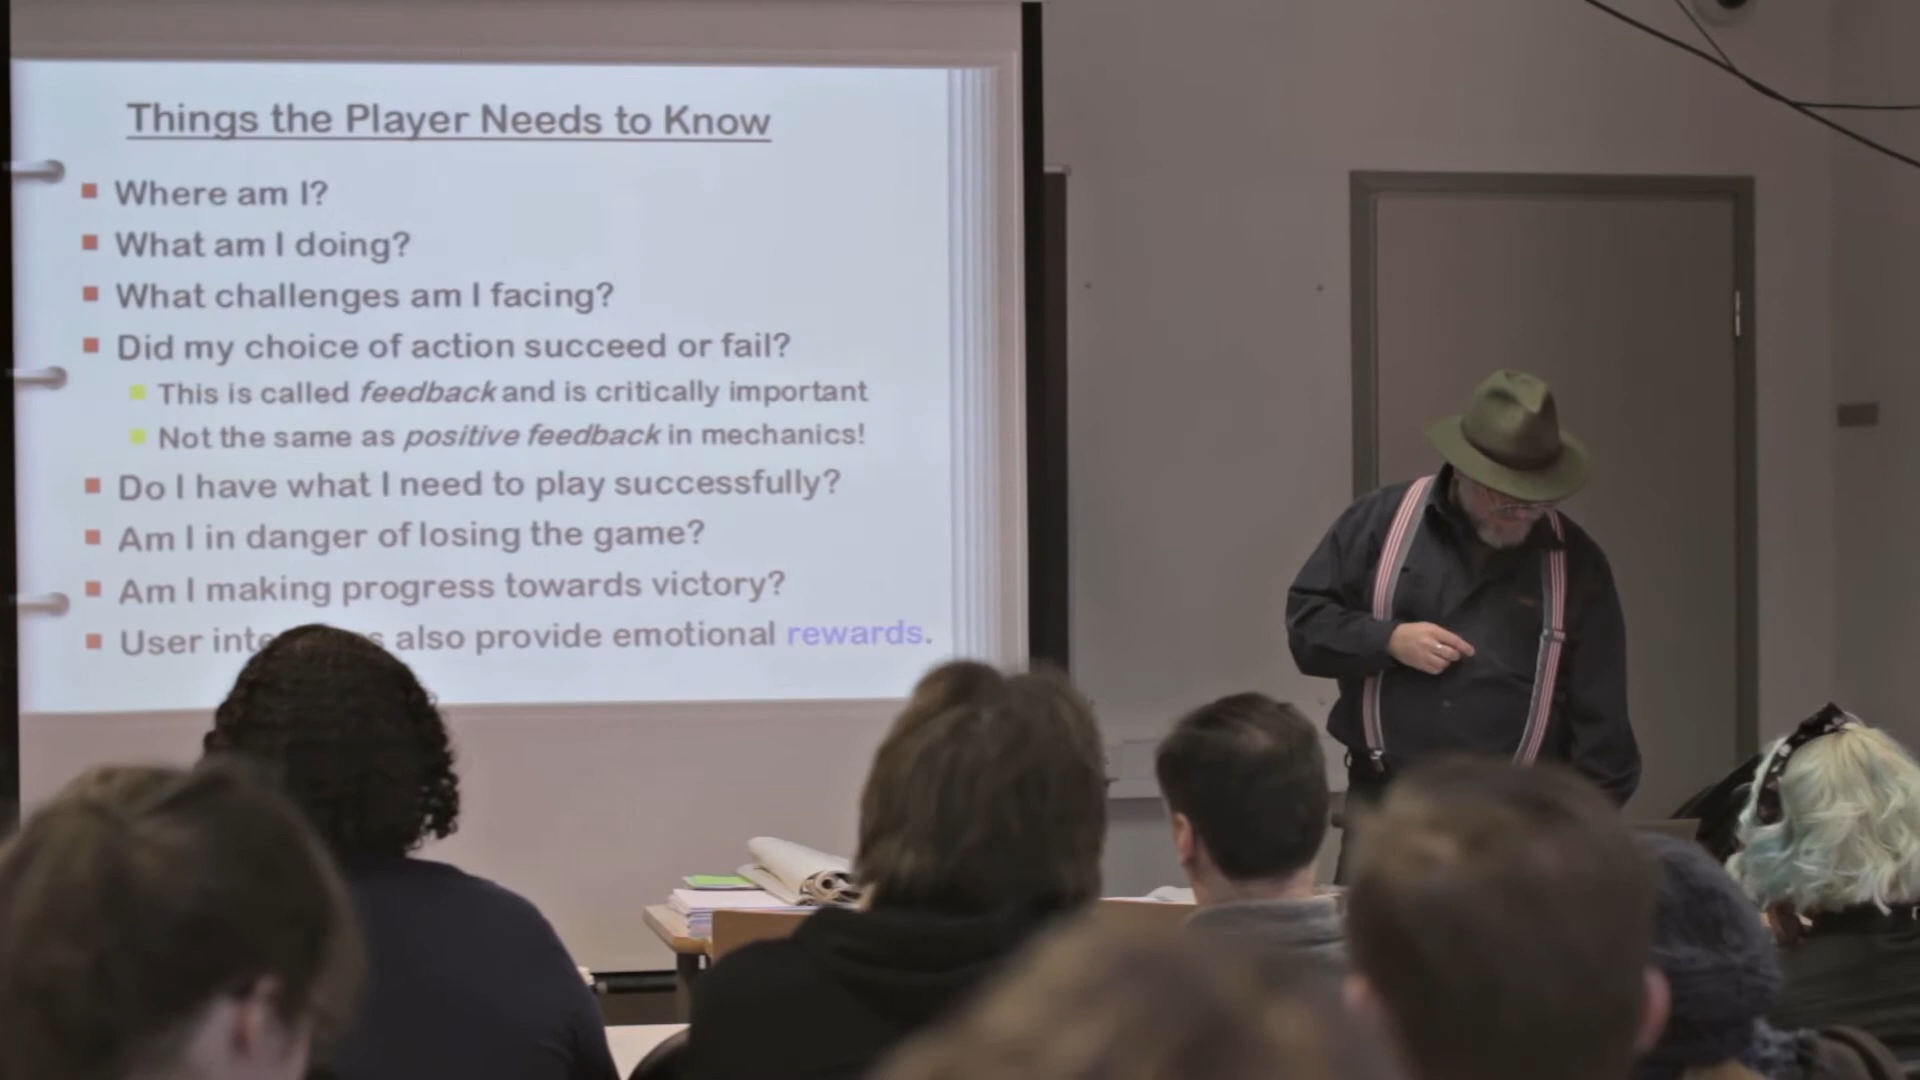 Things the Player Needs to Know
Where am I?
What am I doing?
What challenges am I facing?
Did my choice of action succeed or fail?
This is called feedback and is critically important
Not the same as positive feedback in mechanics!
Do I have what I need to play successfully?
Am I in danger of losing the game?
Am I making progress towards victory?
User also provide emotional rewards.